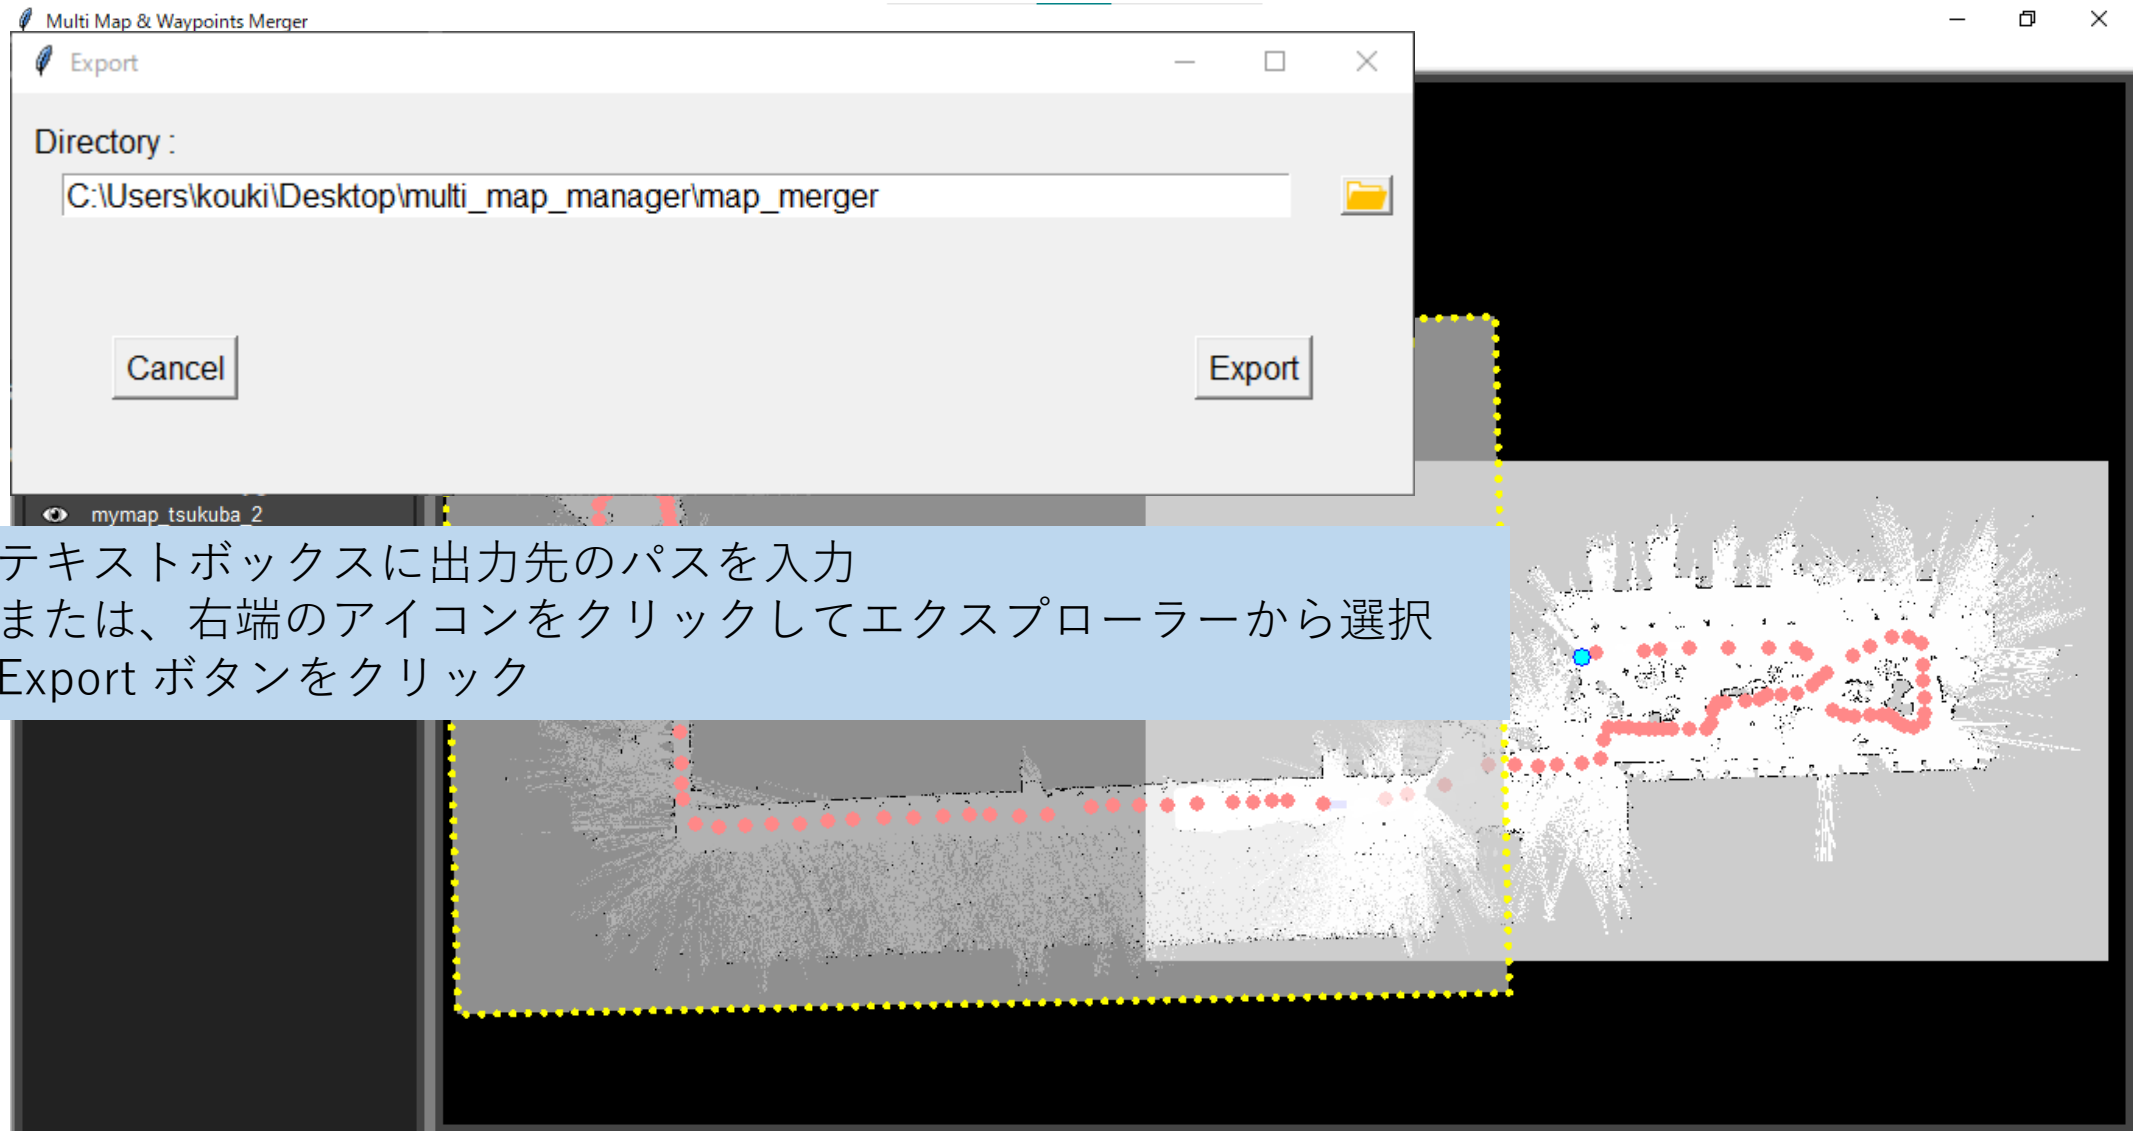 Multi Map & Waypoints Merger
Export
Directory :
C:\Users\kouki\Desktop\multi_map_manager\map_merger
Cancel
Export
mymap_tsukuba_2
テキストボックスに出力先のパスを入力
または、右端のアイコンをクリックしてエクスプローラーから選択
Export ボタンをクリック